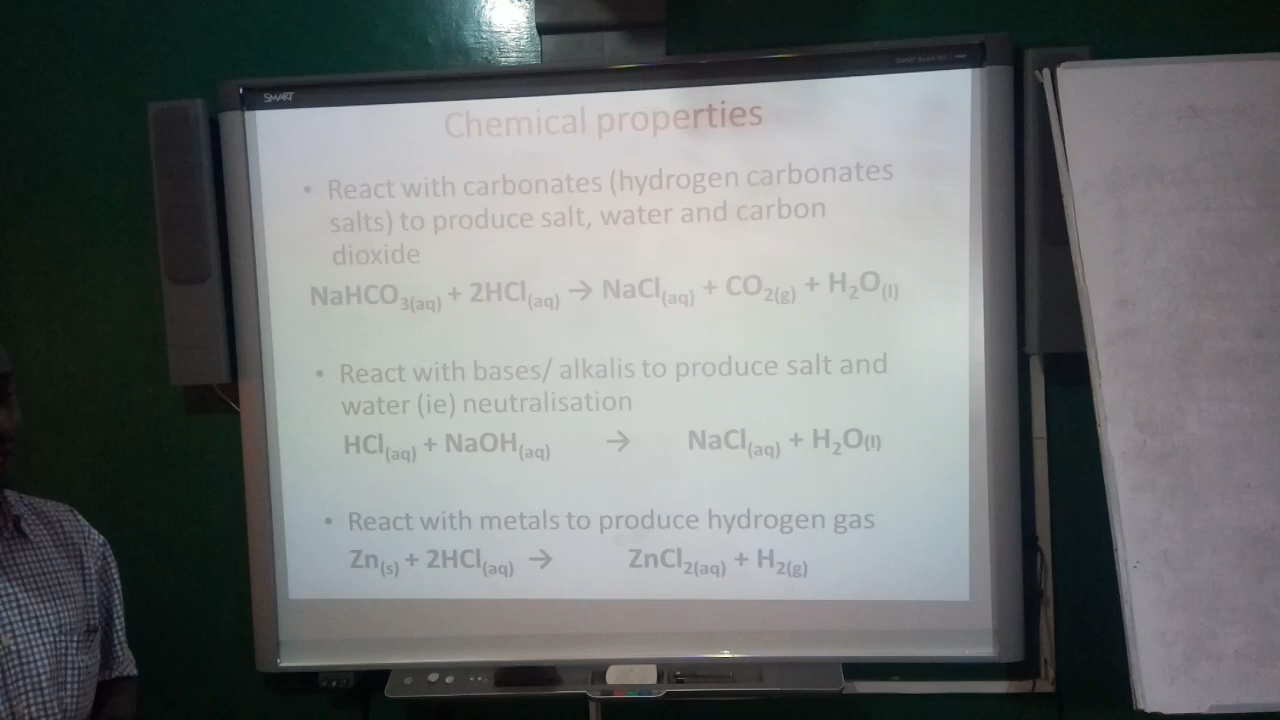 SMART
Chemical properties
• React with carbonates (hydrogen carbonates
salts) to produce salt, water and carbon
dioxide
NaHCO₃(aq) + 2HCl(aq) → NaCl(aq) + CO₂(g) + H₂O(l)
• React with bases/ alkalis to produce salt and
water (ie) neutralisation
HCl(aq) + NaOH(aq) → NaCl(aq) + H₂O(l)
• React with metals to produce hydrogen gas
Zn(s) + 2HCl(aq) → ZnCl₂(aq) + H₂(g)